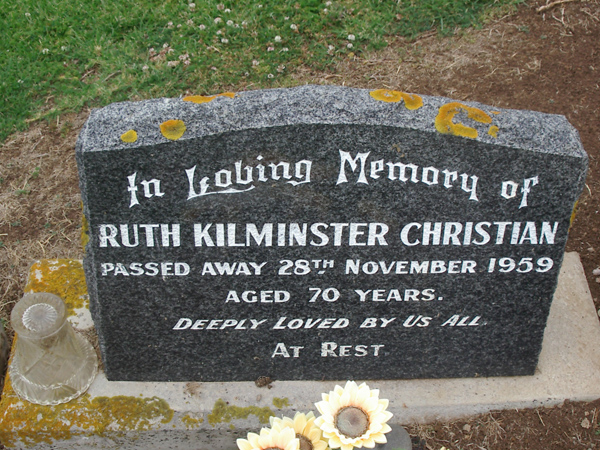 In Loving Memory of
RUTH KILMINSTER CHRISTIAN
PASSED AWAY 28TH NOVEMBER 1959
AGED 70 YEARS.
DEEPLY LOVED BY US ALL.
AT REST